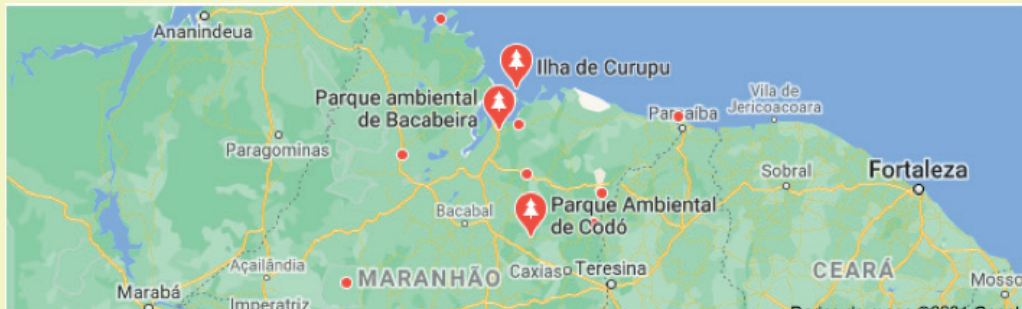 Ananindeua
Ilha de Curupu
Parque ambiental
de Bacabeira
Vila de
Jericoacoara
Parnaíba
Paragominas
Fortaleza
Sobral
Parque Ambiental
de Codó
Bacabal
Açailândia
MARANHÃO
Caxias
Teresina
CEARÁ
Marabá
Imperatriz
Mosso